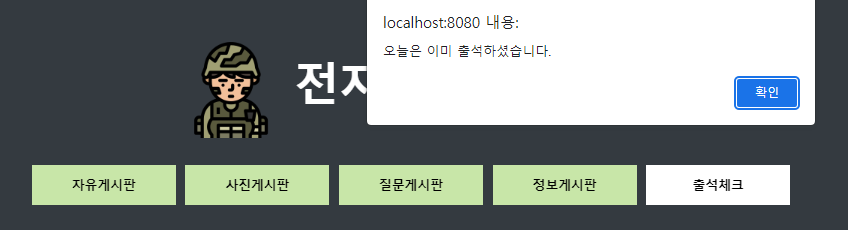 localhost:8080 내용:
오늘은 이미 출석하셨습니다.
확인
자유게시판
사진게시판
질문게시판
정보게시판
출석체크